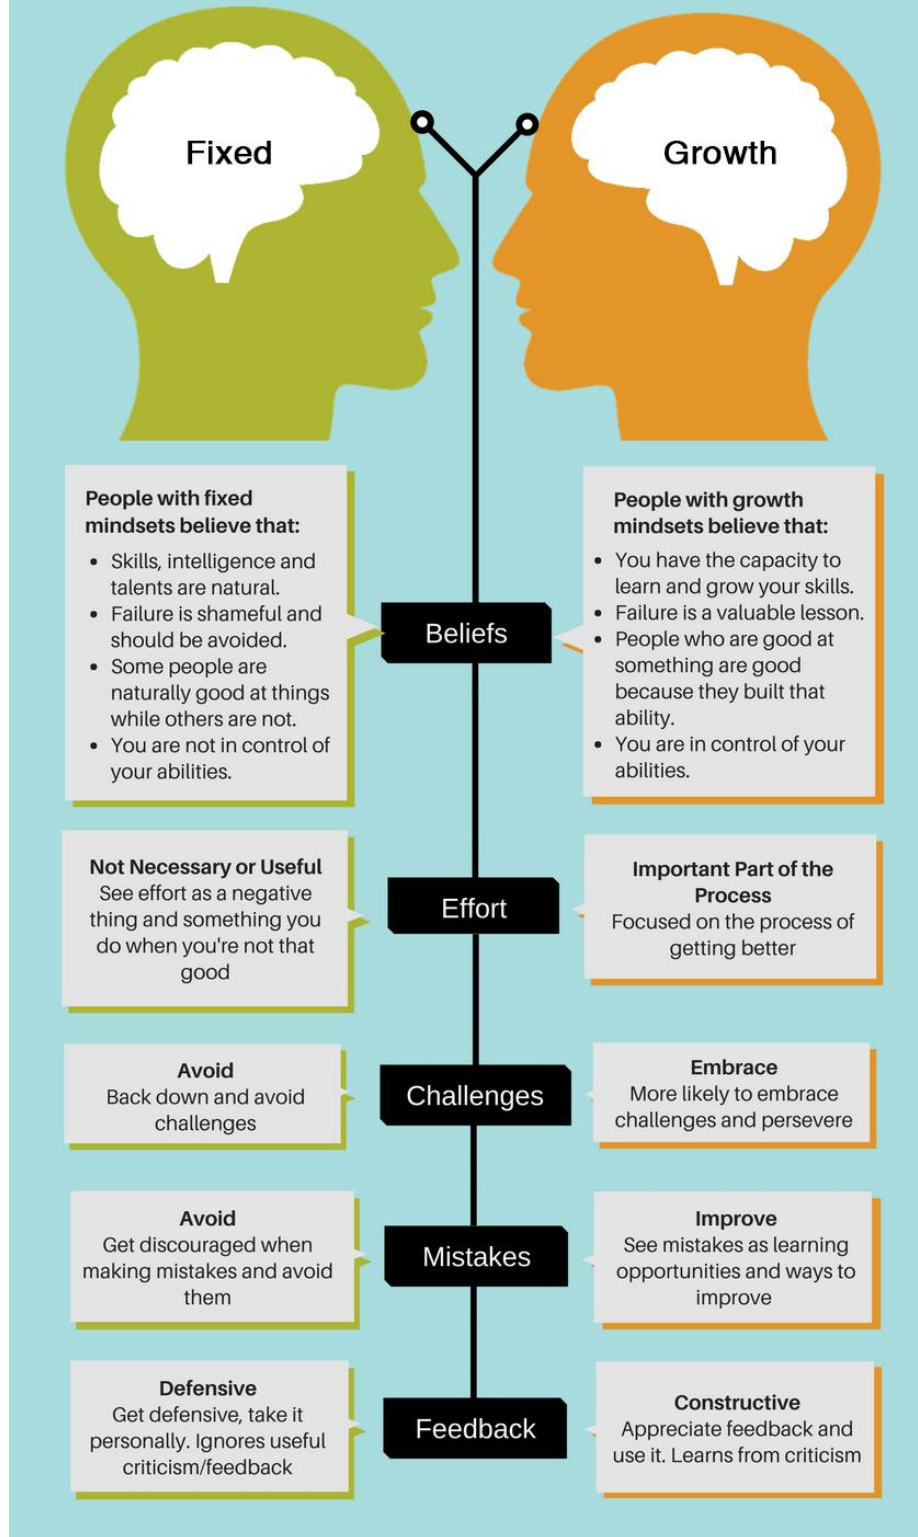 Fixed
Growth
People with fixed
mindsets believe that:
• Skills, intelligence and
talents are natural.
• Failure is shameful and
should be avoided.
• Some people are
naturally good at things
while others are not.
• You are not in control of
your abilities.
Beliefs
People with growth
mindsets believe that:
• You have the capacity to
learn and grow your skills.
• Failure is a valuable lesson.
• People who are good at
something are good
because they built that
ability.
• You are in control of your
abilities.
Not Necessary or Useful
See effort as a negative
thing and something you
do when you're not that
good
Effort
Important Part of the
Process
Focused on the process of
getting better
Avoid
Back down and avoid
challenges
Challenges
Embrace
More likely to embrace
challenges and persevere
Avoid
Get discouraged when
making mistakes and avoid
them
Mistakes
Improve
See mistakes as learning
opportunities and ways to
improve
Defensive
Get defensive, take it
personally. Ignores useful
criticism/feedback
Feedback
Constructive
Appreciate feedback and
use it. Learns from criticism